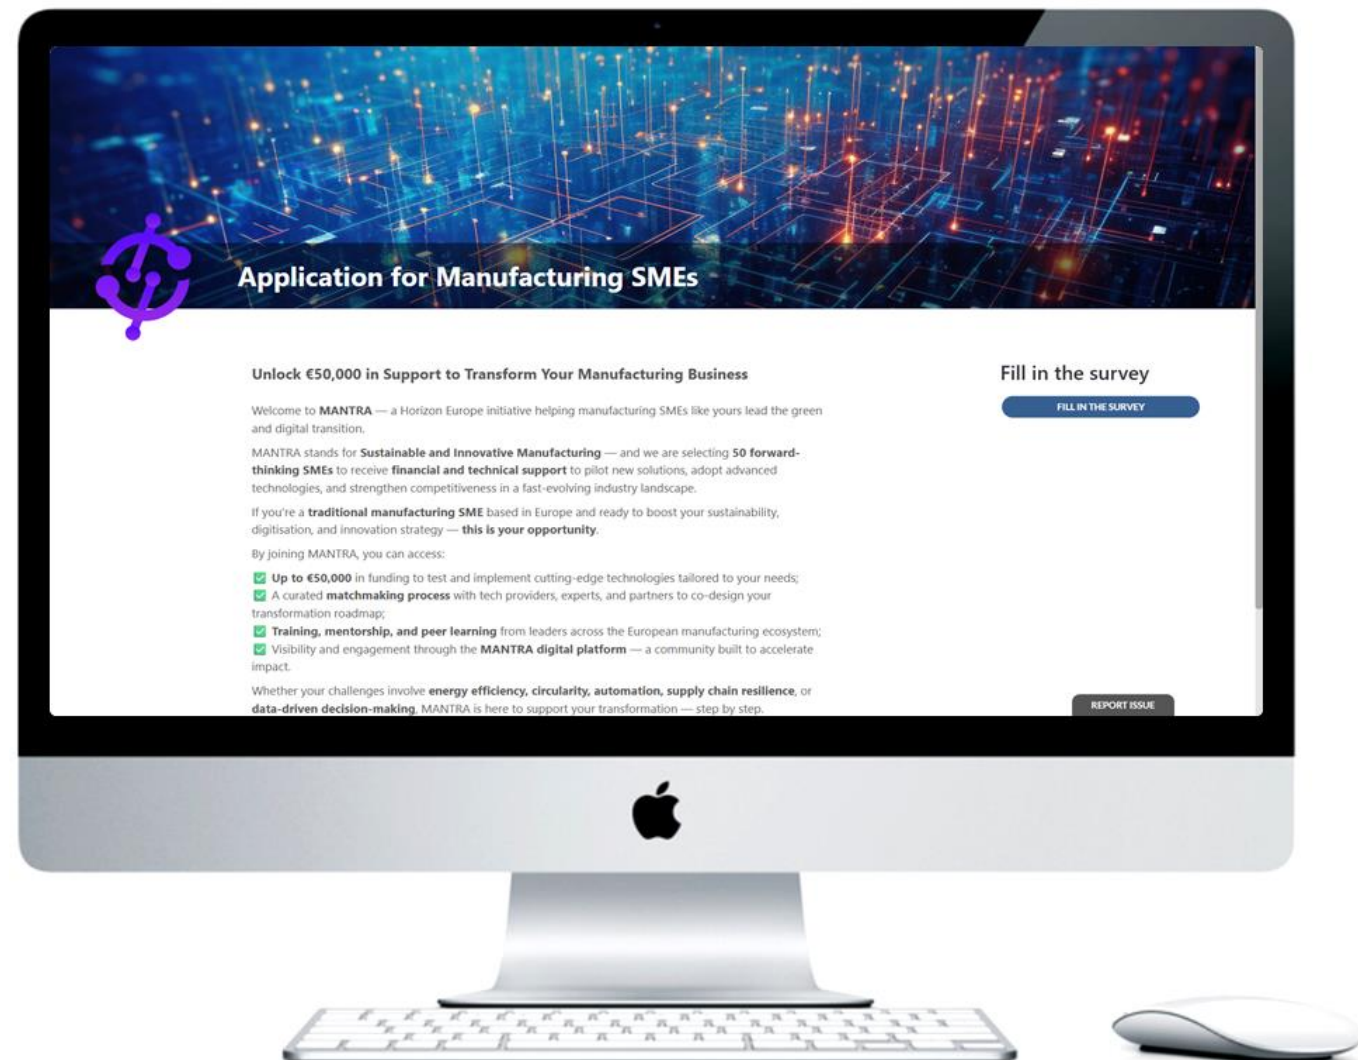 Application for Manufacturing SMEs
Unlock €50,000 in Support to Transform Your Manufacturing Business
Welcome to MANTRA — a Horizon Europe initiative helping manufacturing SMEs like yours lead the green
and digital transition.
MANTRA stands for Sustainable and Innovative Manufacturing — and we are selecting 50 forward-
thinking SMEs to receive financial and technical support to pilot new solutions, adopt advanced
technologies, and strengthen competitiveness in a fast-evolving industry landscape.
If you're a traditional manufacturing SME based in Europe and ready to boost your sustainability,
digitisation, and innovation strategy — this is your opportunity.
By joining MANTRA, you can access:
✅ Up to €50,000 in funding to test and implement cutting-edge technologies tailored to your needs;
✅ A curated matchmaking process with tech providers, experts, and partners to co-design your
transformation roadmap;
✅ Training, mentorship, and peer learning from leaders across the European manufacturing ecosystem;
✅ Visibility and engagement through the MANTRA digital platform — a community built to accelerate
impact.
Whether your challenges involve energy efficiency, circularity, automation, supply chain resilience, or
data-driven decision-making, MANTRA is here to support your transformation — step by step.
Fill in the survey
FILL IN THE SURVEY
REPORT ISSUE